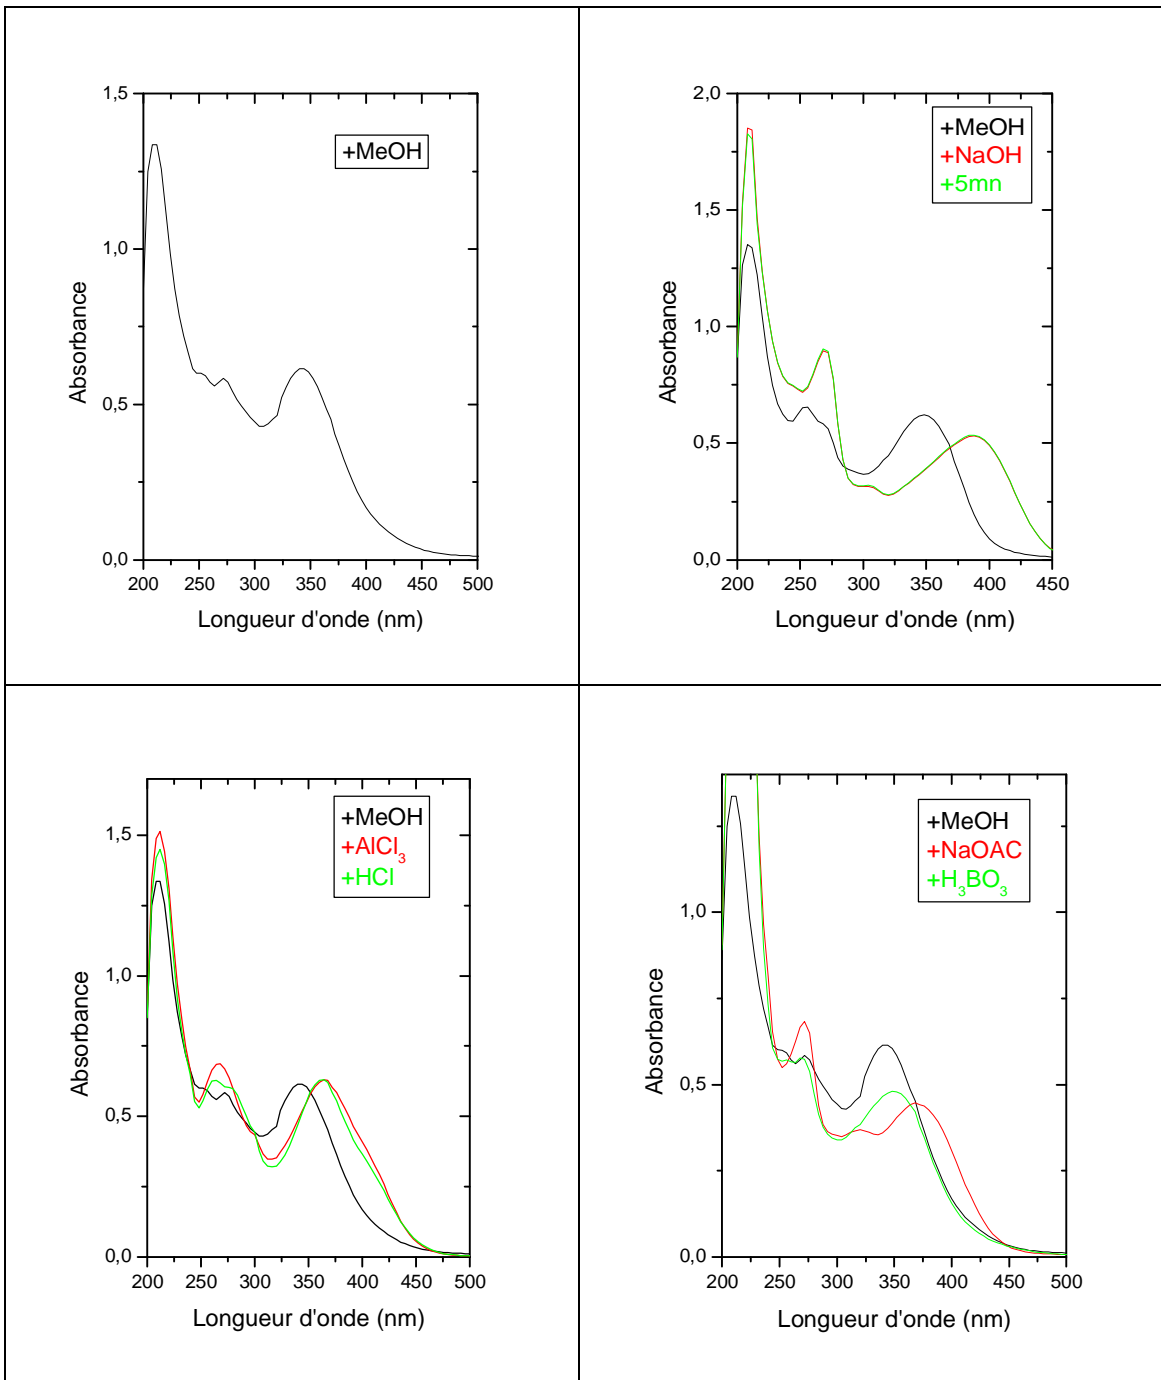 1,5
1,0
0,5
0,0
Absorbance
+MeOH
200 250 300 350 400 450 500
Longueur d'onde (nm)
2,0
1,5
1,0
0,5
0,0
Absorbance
+MeOH
+NaOH
+5mn
200 250 300 350 400 450
Longueur d'onde (nm)
1,5
1,0
0,5
0,0
Absorbance
+MeOH
+AlCl3
+HCl
200 250 300 350 400 450 500
Longueur d'onde (nm)
1,0
0,5
0,0
Absorbance
+MeOH
+NaOAC
+H3BO3
200 250 300 350 400 450 500
Longueur d'onde (nm)